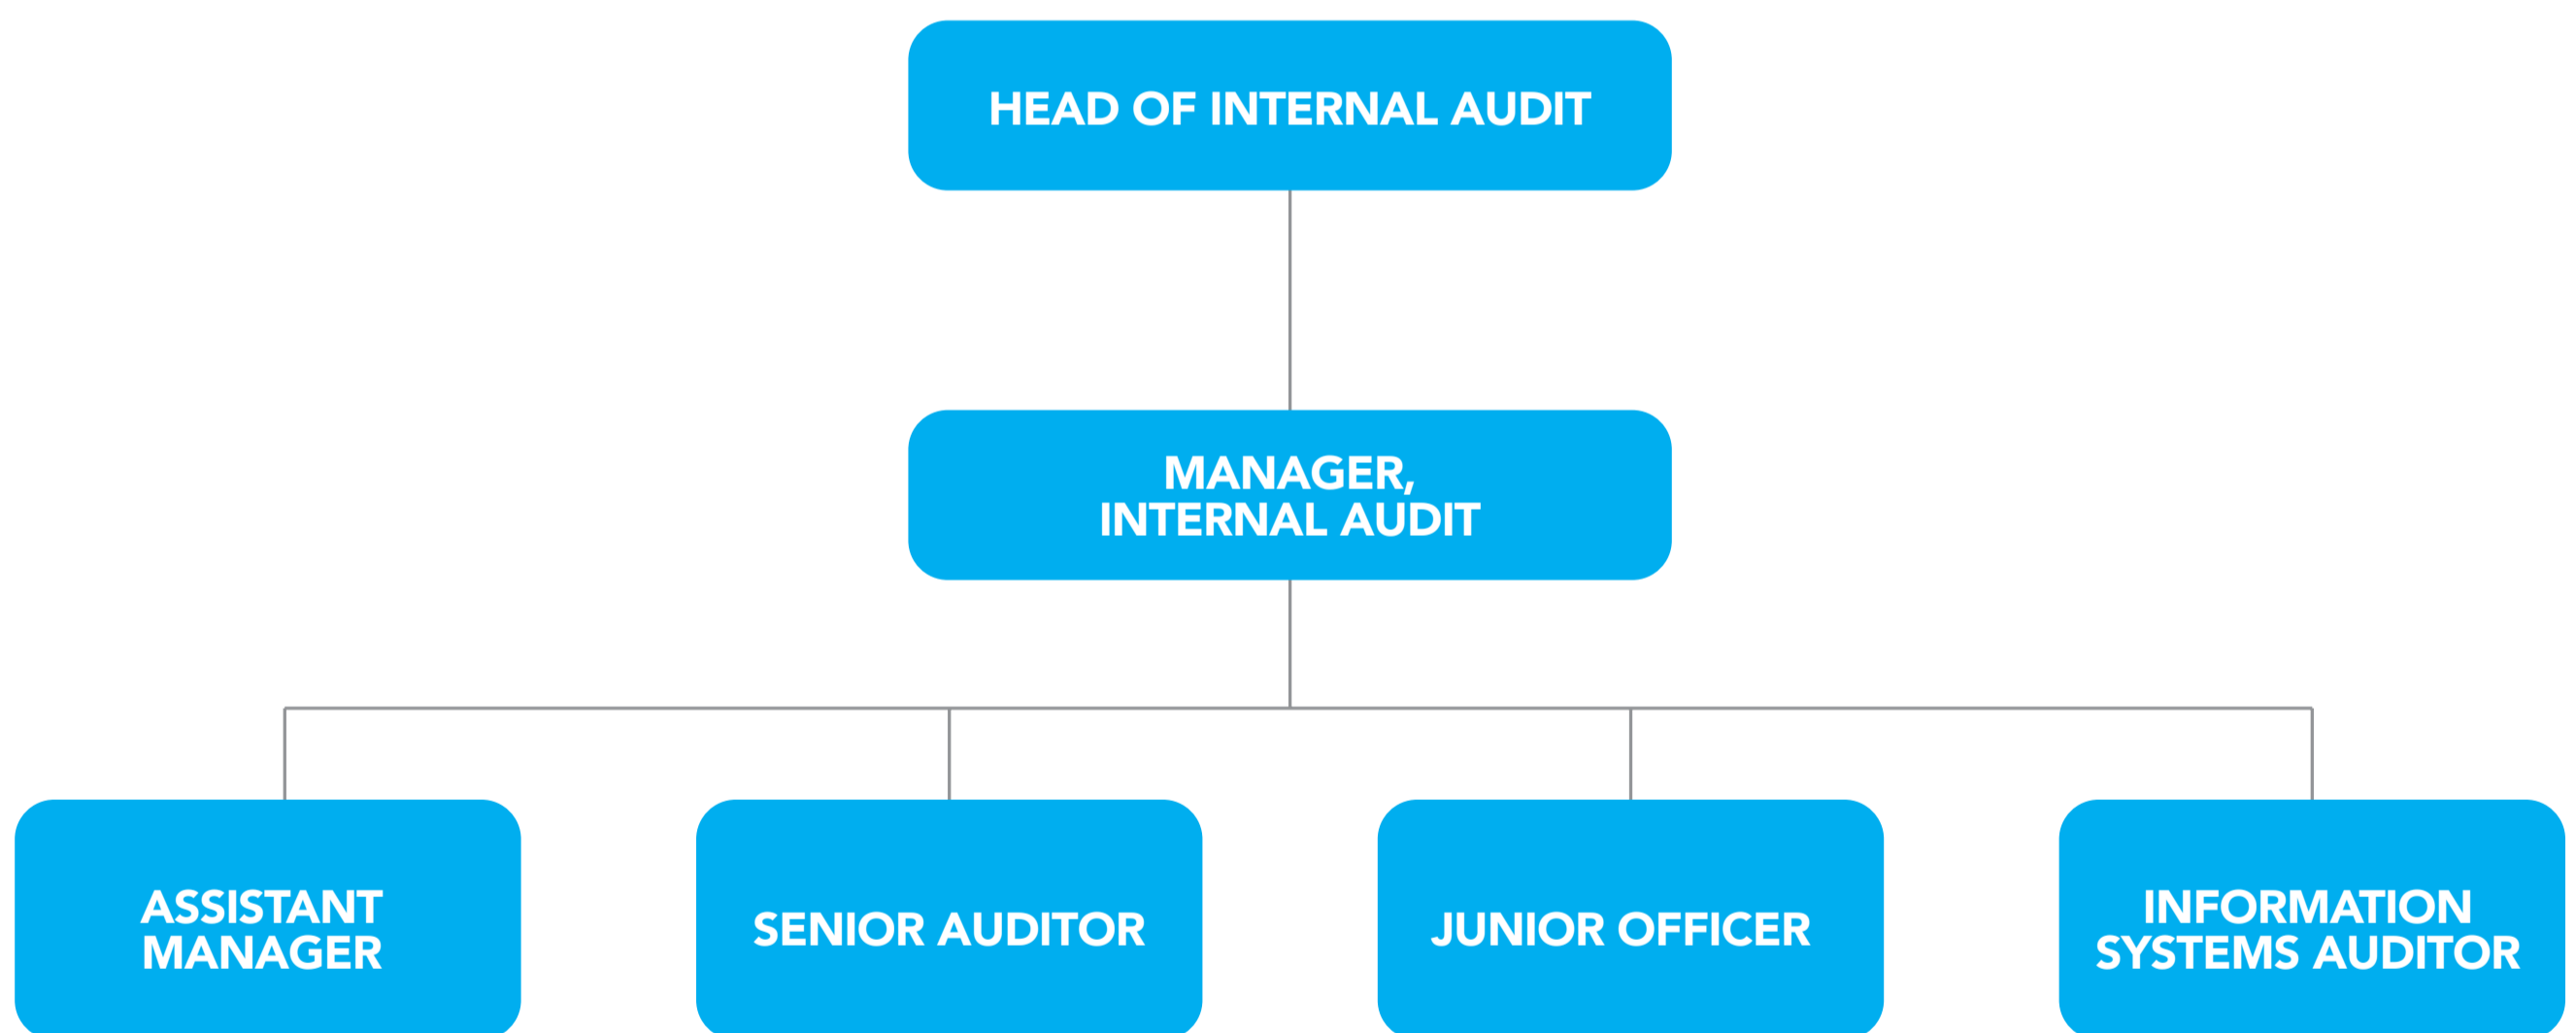 HEAD OF INTERNAL AUDIT
MANAGER,
INTERNAL AUDIT
ASSISTANT
MANAGER
SENIOR AUDITOR
JUNIOR OFFICER
INFORMATION
SYSTEMS AUDITOR